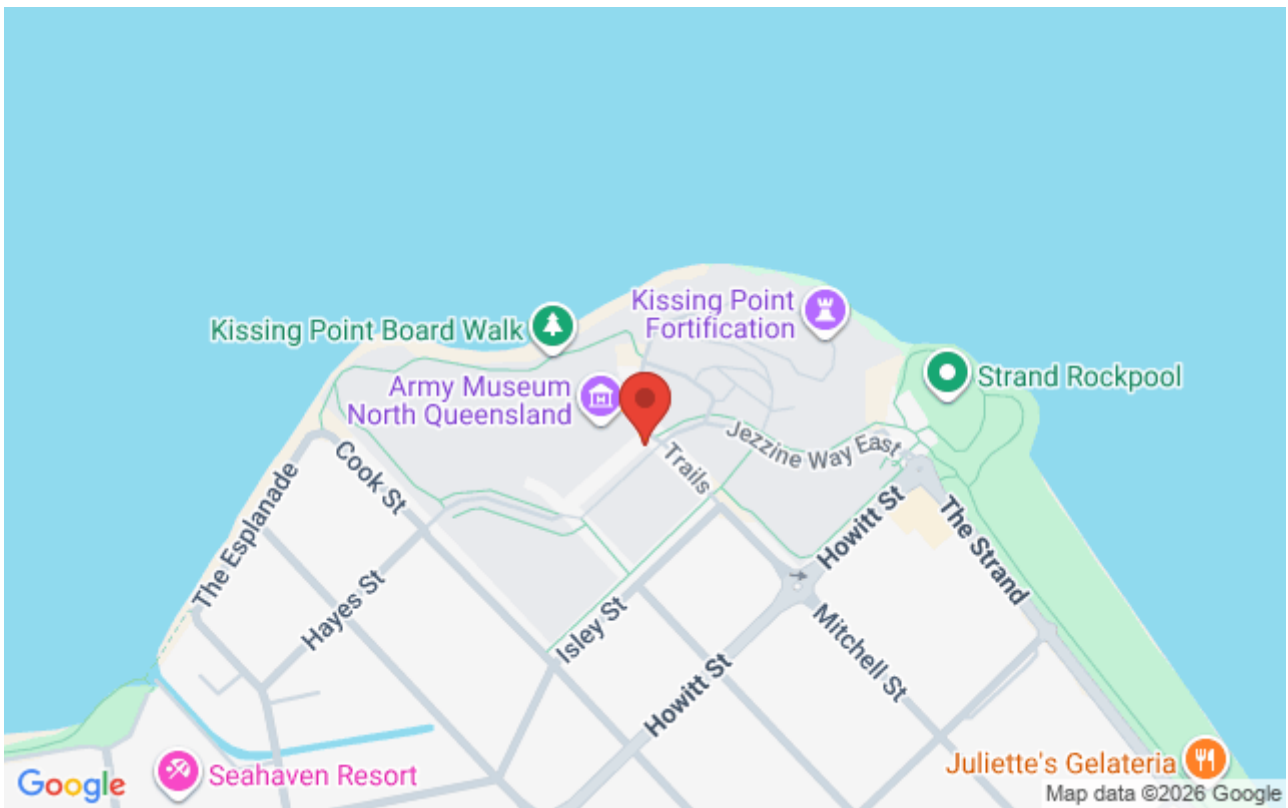 Kissing Point
Fortification
Kissing Point Board Walk
Strand Rockpool
Army Museum
North Queensland
Jezzine Way East
Trails
Cook St
The Esplanade
Howitt St
The Strand
Hayes St
Isley St
Mitchell St
Howitt St
Juliette's Gelateria
Seahaven Resort
Google
Map data ©2026 Google